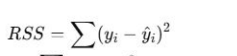 RSS = ∑(yᵢ − ŷᵢ)²